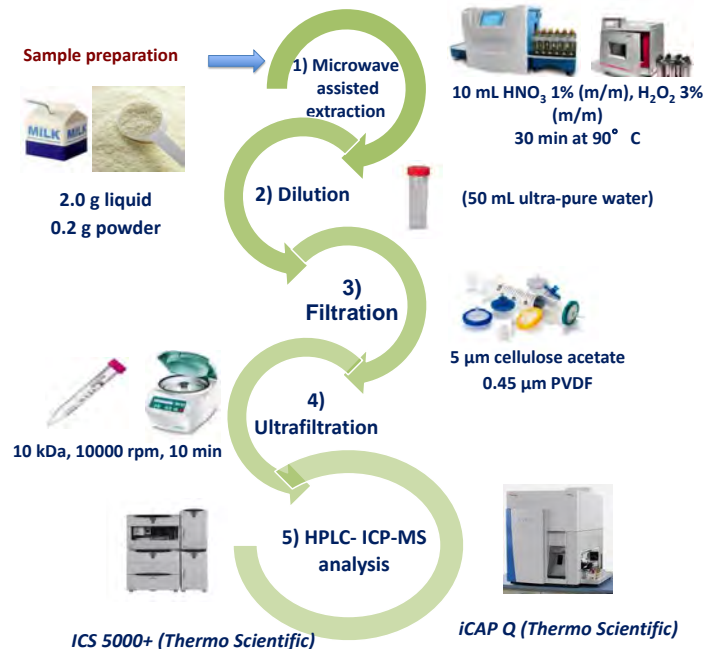 Sample preparation
1) Microwave
assisted
extraction
10 mL HNO₃ 1% (m/m), H₂O₂ 3%
(m/m)
30 min at 90° C
MILK
MILK
2.0 g liquid
0.2 g powder
2) Dilution
(50 mL ultra-pure water)
3)
Filtration
5 µm cellulose acetate
0.45 µm PVDF
4)
Ultrafiltration
10 kDa, 10000 rpm, 10 min
5) HPLC- ICP-MS
analysis
ICS 5000+ (Thermo Scientific)
iCAP Q (Thermo Scientific)